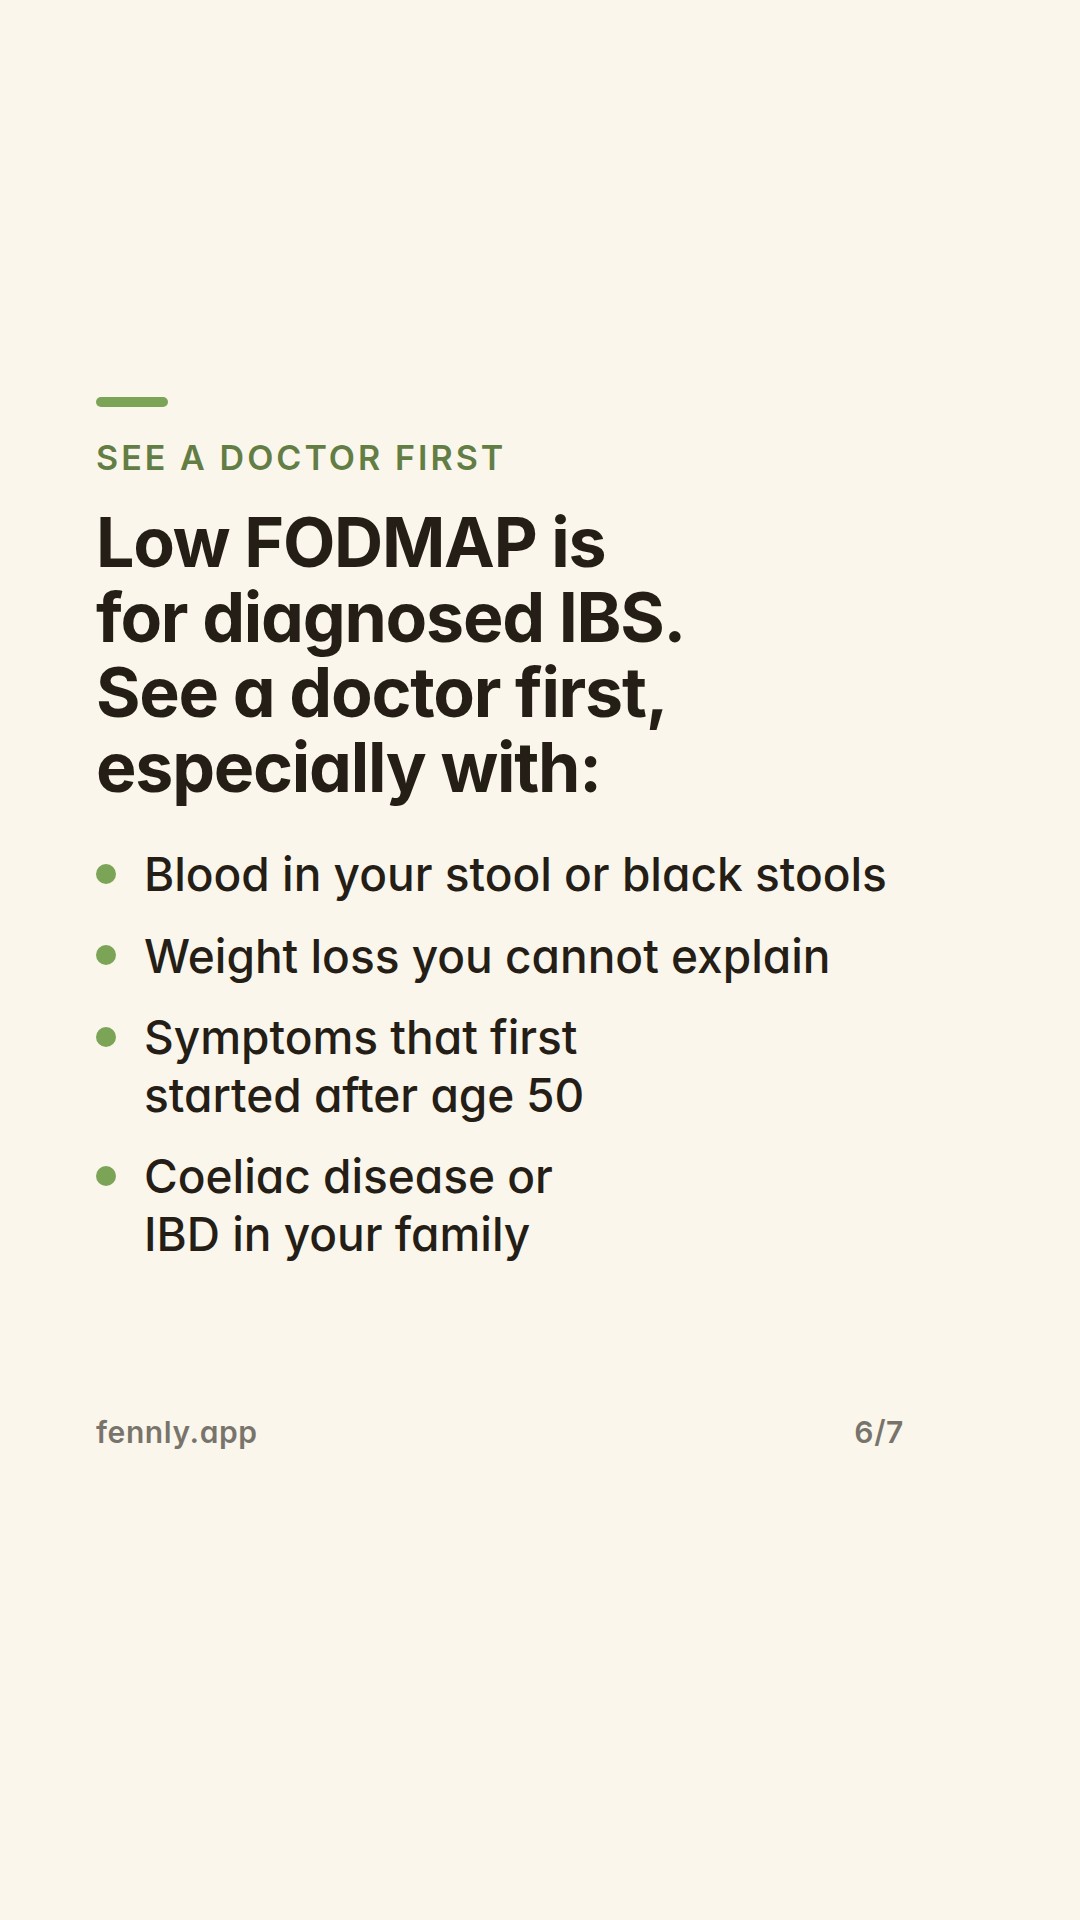 SEE A DOCTOR FIRST
Low FODMAP is
for diagnosed IBS.
See a doctor first,
especially with:
Blood in your stool or black stools
Weight loss you cannot explain
Symptoms that first
started after age 50
Coeliac disease or
IBD in your family
fennly.app
6/7